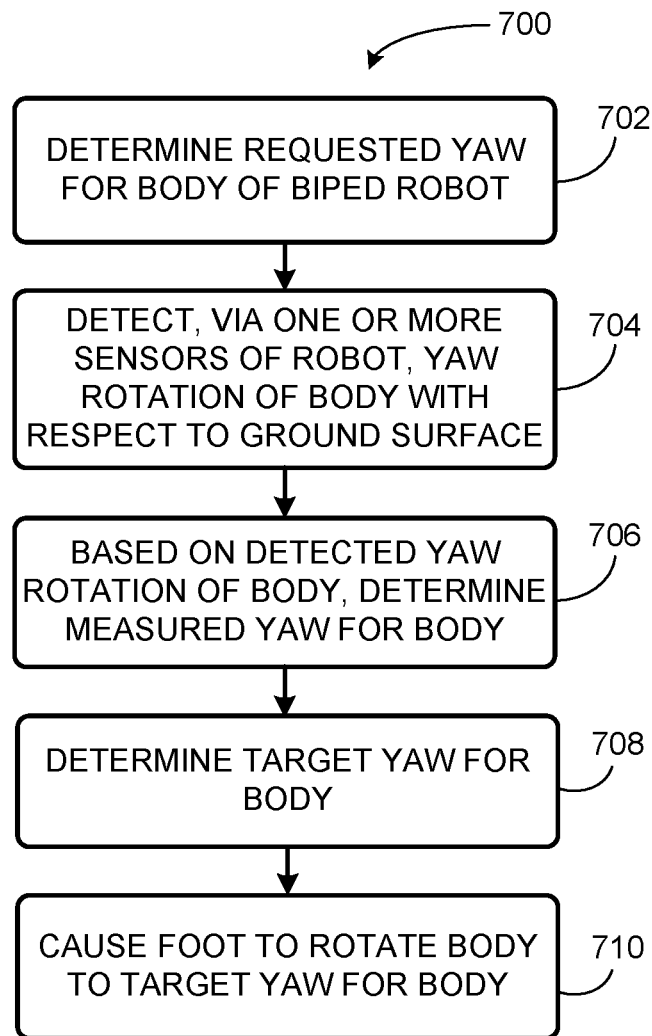 700
702
DETERMINE REQUESTED YAW
FOR BODY OF BIPED ROBOT
704
DETECT, VIA ONE OR MORE
SENSORS OF ROBOT, YAW
ROTATION OF BODY WITH
RESPECT TO GROUND SURFACE
706
BASED ON DETECTED YAW
ROTATION OF BODY, DETERMINE
MEASURED YAW FOR BODY
708
DETERMINE TARGET YAW FOR
BODY
710
CAUSE FOOT TO ROTATE BODY
TO TARGET YAW FOR BODY